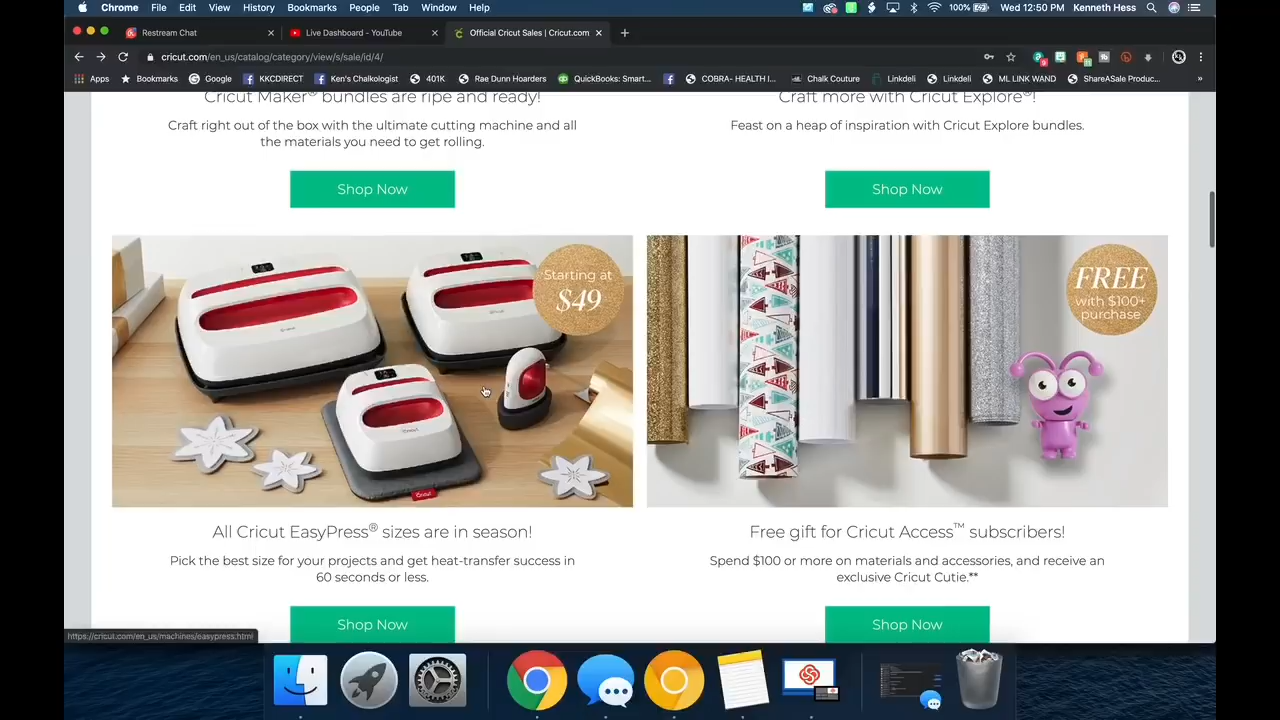 Chrome File Edit View History Bookmarks People Tab Window Help 100% Wed 12:50 PM Kenneth Hess
Restream Chat Live Dashboard - YouTube Official Cricut Sales | Cricut.com
cricut.com/en_us/catalog/category/view/s/sale/id/4/
Apps Bookmarks Google KKCDIRECT Ken's Chalkologist 401K Rae Dunn Hoarders QuickBooks: Smart... COBRA- HEALTH I... Chalk Couture Linkdeli Linkdeli ML LINK WAND ShareASale Produc...
Cricut Maker® bundles are ripe and ready!
Craft right out of the box with the ultimate cutting machine and all
the materials you need to get rolling.
Shop Now
Craft more with Cricut Explore®!
Feast on a heap of inspiration with Cricut Explore bundles.
Shop Now
Starting at
$49
All Cricut EasyPress® sizes are in season!
Pick the best size for your projects and get heat-transfer success in
60 seconds or less.
Shop Now
FREE
with $100+
purchase
Free gift for Cricut Access™ subscribers!
Spend $100 or more on materials and accessories, and receive an
exclusive Cricut Cutie.**
Shop Now
https://cricut.com/en_us/machines/easypress.html